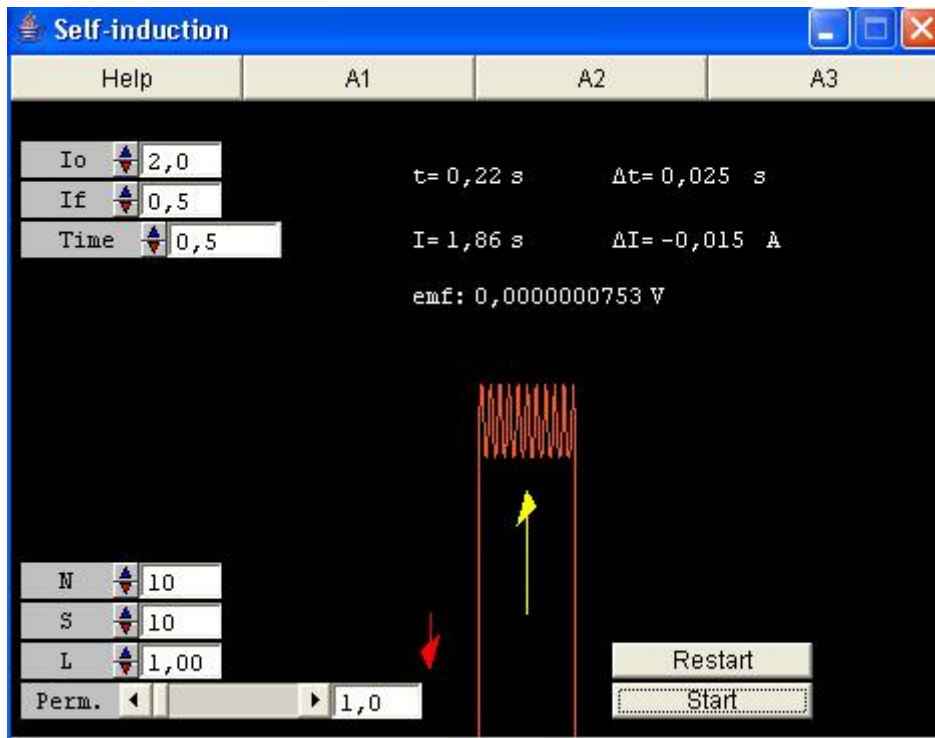 Self-induction
Help A1 A2 A3
Io 2,0
If 0,5
Time 0,5
t= 0,22 s Δt= 0,025 s
I= 1,86 s ΔI= -0,015 A
emf: 0,0000000753 V
N 10
S 10
L 1,00
Perm. 1,0
Restart
Start